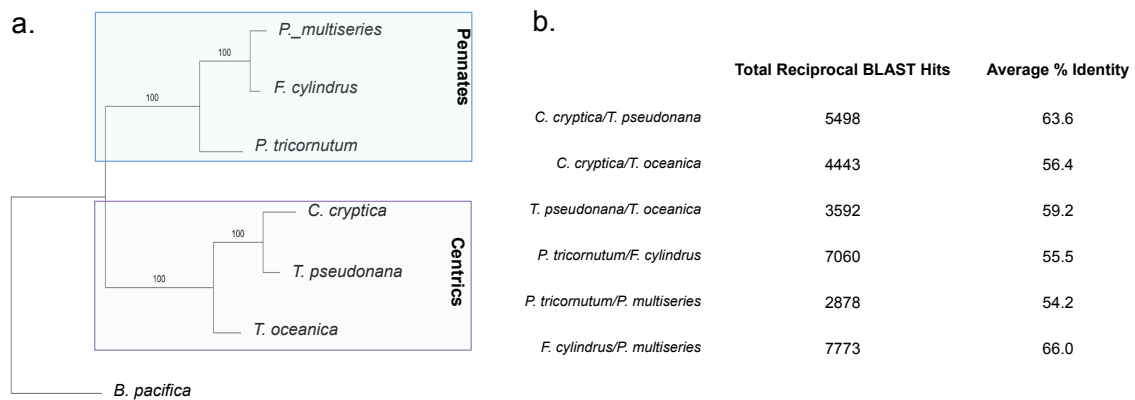 a.
P._multiseries
100
F. cylindrus
100
P. tricornutum
Pennates
C. cryptica
100
T. pseudonana
100
T. oceanica
Centrics
B. pacifica
b.
Total Reciprocal BLAST Hits Average % Identity
C. cryptica/T. pseudonana 5498 63.6
C. cryptica/T. oceanica 4443 56.4
T. pseudonana/T. oceanica 3592 59.2
P. tricornutum/F. cylindrus 7060 55.5
P. tricornutum/P. multiseries 2878 54.2
F. cylindrus/P. multiseries 7773 66.0